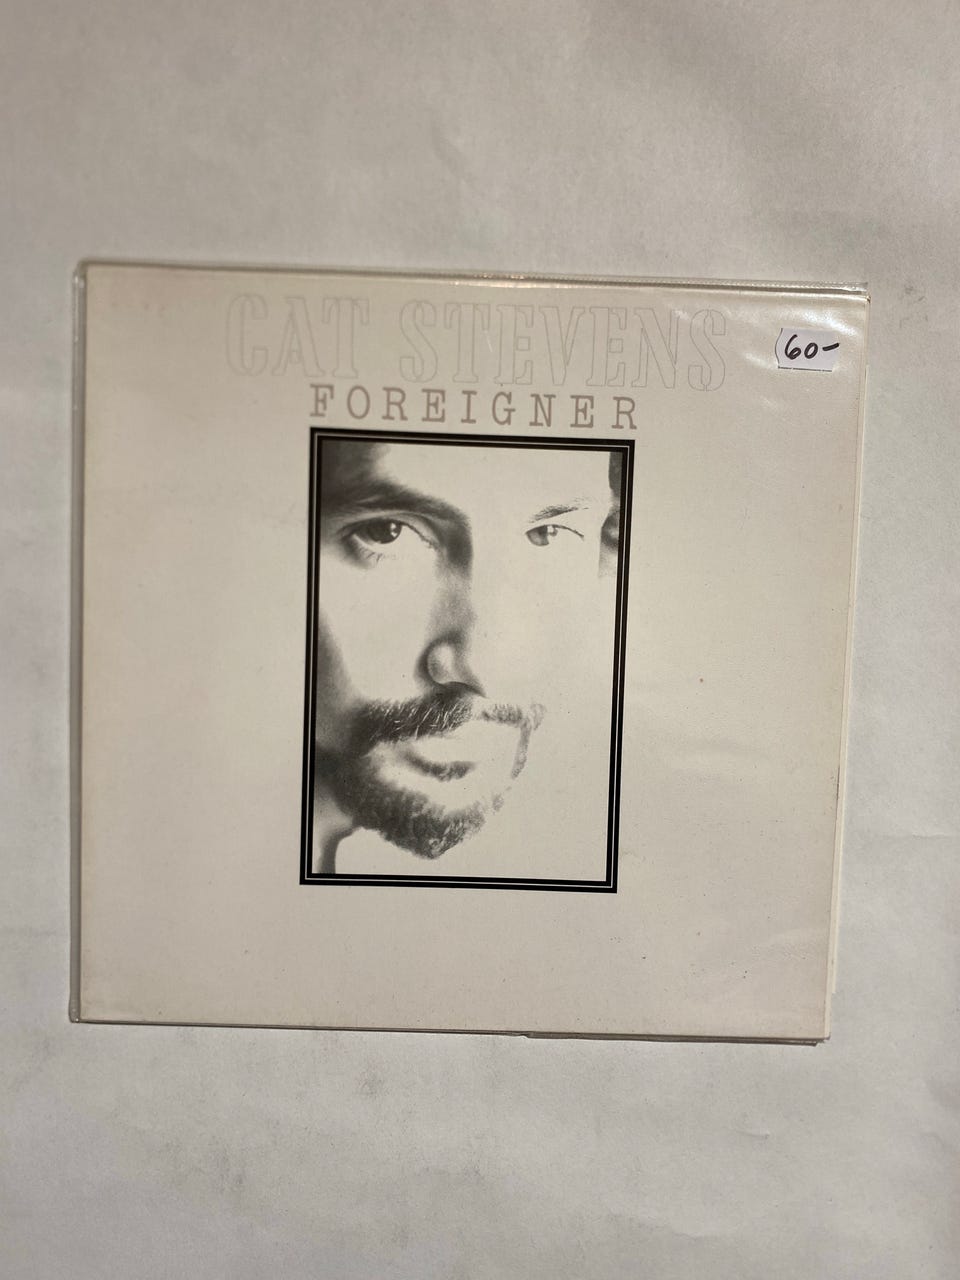 CAT STEVENS
FOREIGNER
60-